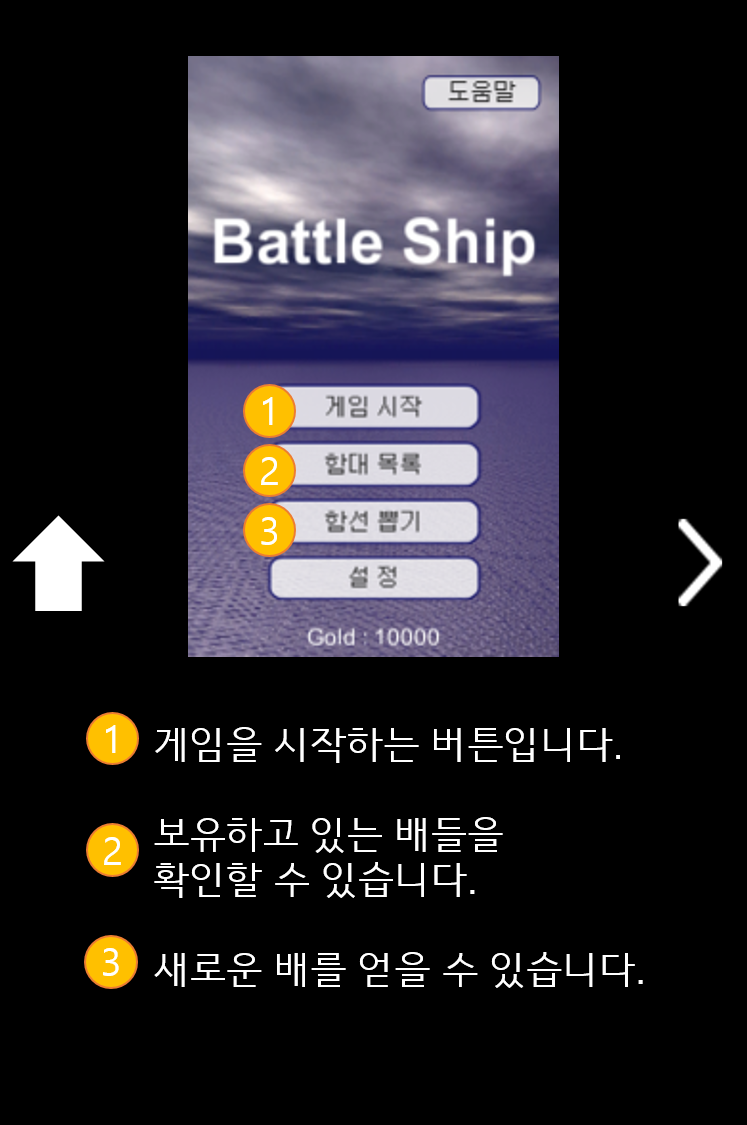 도움말
Battle Ship
1 게임 시작
2 함대 목록
3 함선 뽑기
설 정
Gold : 10000
1 게임을 시작하는 버튼입니다.
2 보유하고 있는 배들을
확인할 수 있습니다.
3 새로운 배를 얻을 수 있습니다.